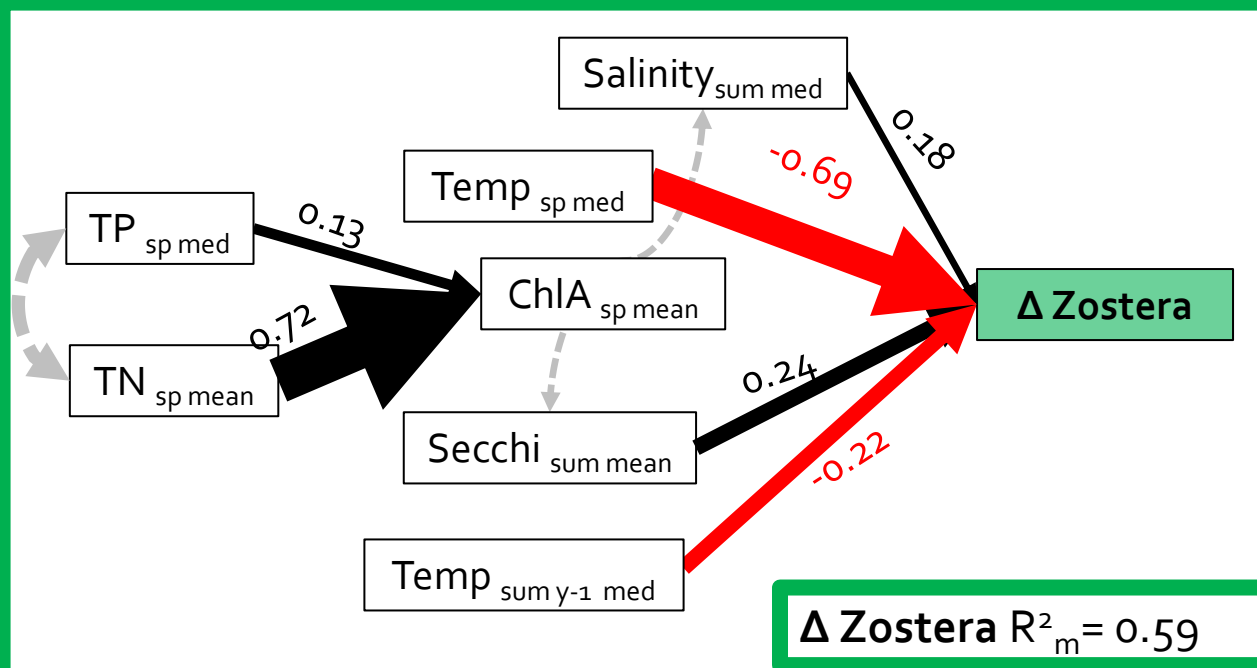 Salinity sum med
0.18
-0.69
Temp sp med
TP sp med
0.13
ChlA sp mean
Δ Zostera
0.72
TN sp mean
0.24
Secchi sum mean
-0.22
Temp sum y-1 med
Δ Zostera R²m= 0.59